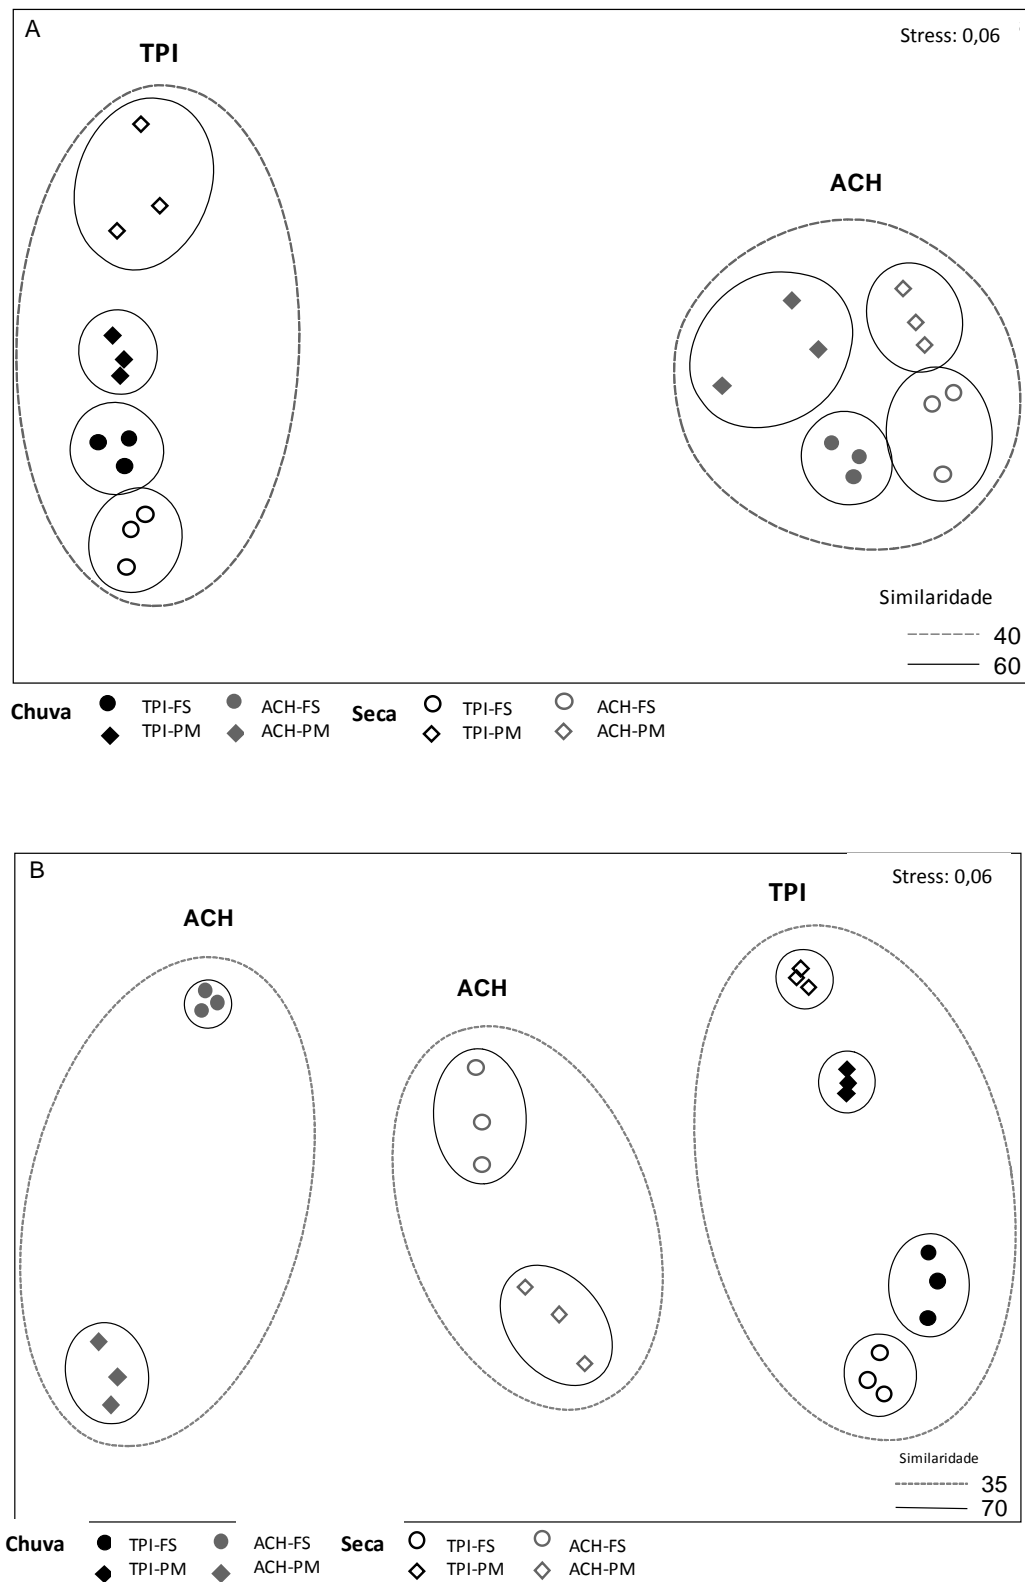 A
Stress: 0,06
TPI
ACH
Similaridade
40
60
Chuva TPI-FS ACH-FS Seca TPI-FS ACH-FS
TPI-PM ACH-PM TPI-PM ACH-PM
B
Stress: 0,06
TPI
ACH
ACH
Similaridade
35
70
Chuva TPI-FS ACH-FS Seca TPI-FS ACH-FS
TPI-PM ACH-PM TPI-PM ACH-PM